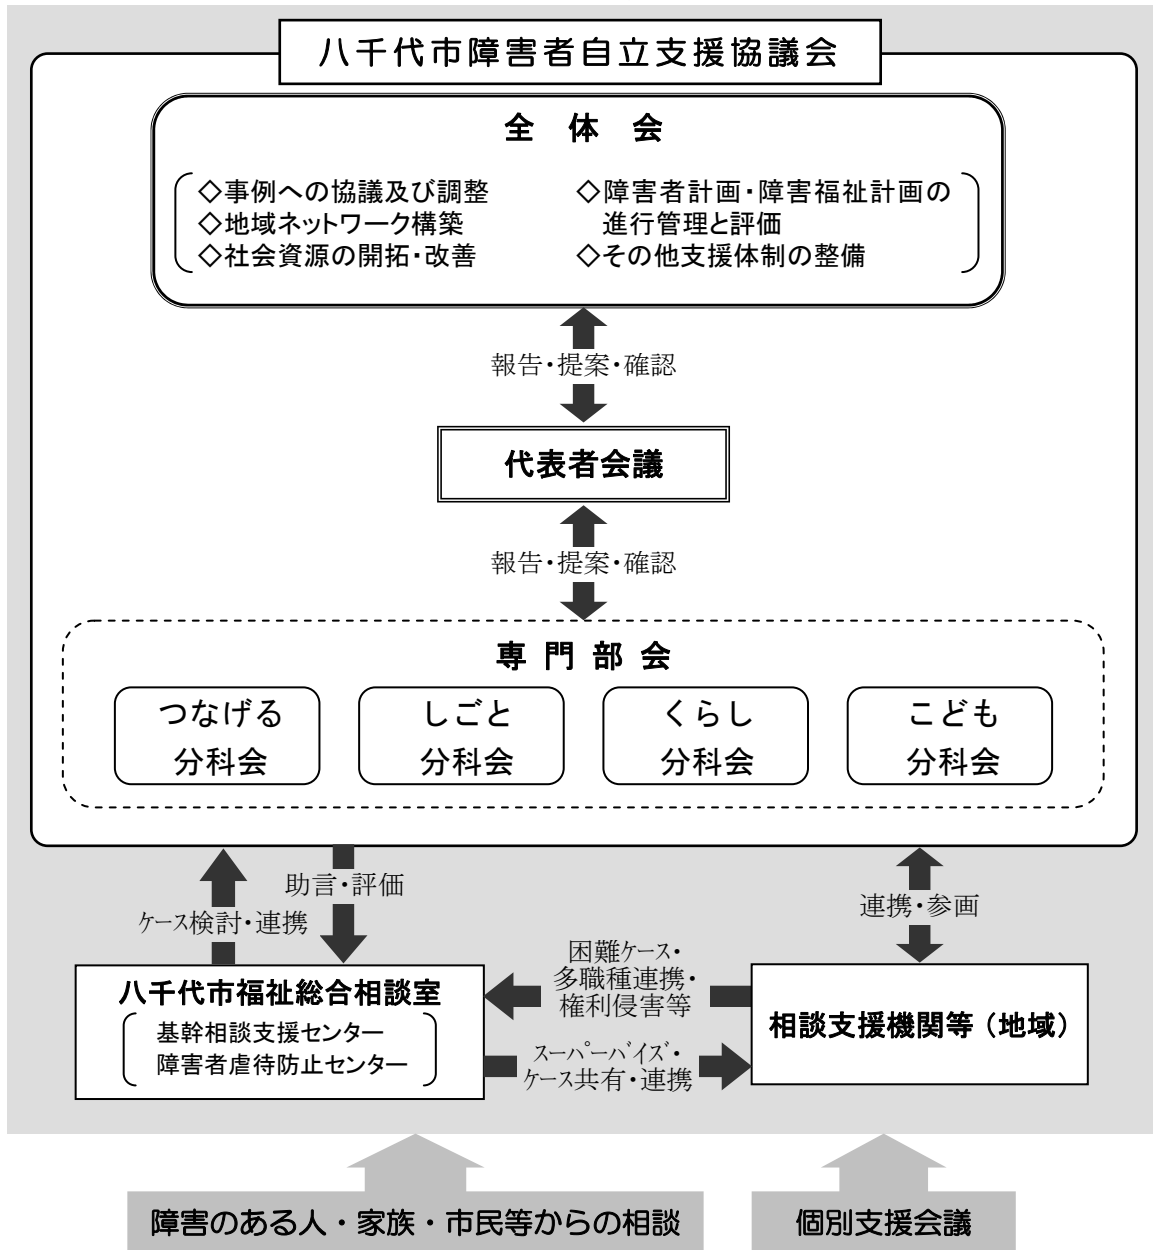 八千代市障害者自立支援協議会
全体会
◇事例への協議及び調整
◇地域ネットワーク構築
◇社会資源の開拓・改善
◇障害者計画・障害福祉計画の
進行管理と評価
◇その他支援体制の整備
報告・提案・確認
代表者会議
報告・提案・確認
専門部会
つなげる
分科会
しごと
分科会
くらし
分科会
こども
分科会
ケース検討・連携
助言・評価
連携・参画
八千代市福祉総合相談室
基幹相談支援センター
障害者虐待防止センター
困難ケース・
多職種連携・
権利侵害等
スーパーバイズ・
ケース共有・連携
相談支援機関等（地域）
障害のある人・家族・市民等からの相談
個別支援会議